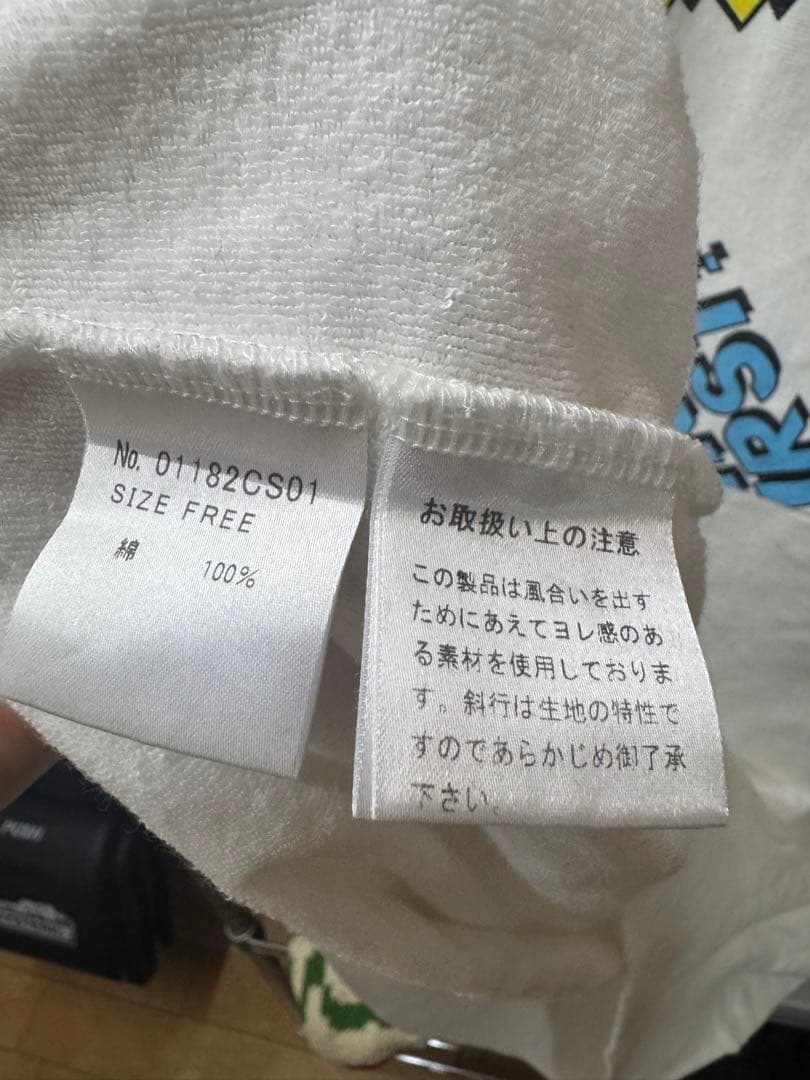 No. 01182CS01
SIZE FREE
綿 100%
お取扱い上の注意
この製品は風合いを出す
ためにあえてヨレ感のあ
る素材を使用しておりま
す。斜行は生地の特性で
すのであらかじめ御了承
下さい。
PUSH